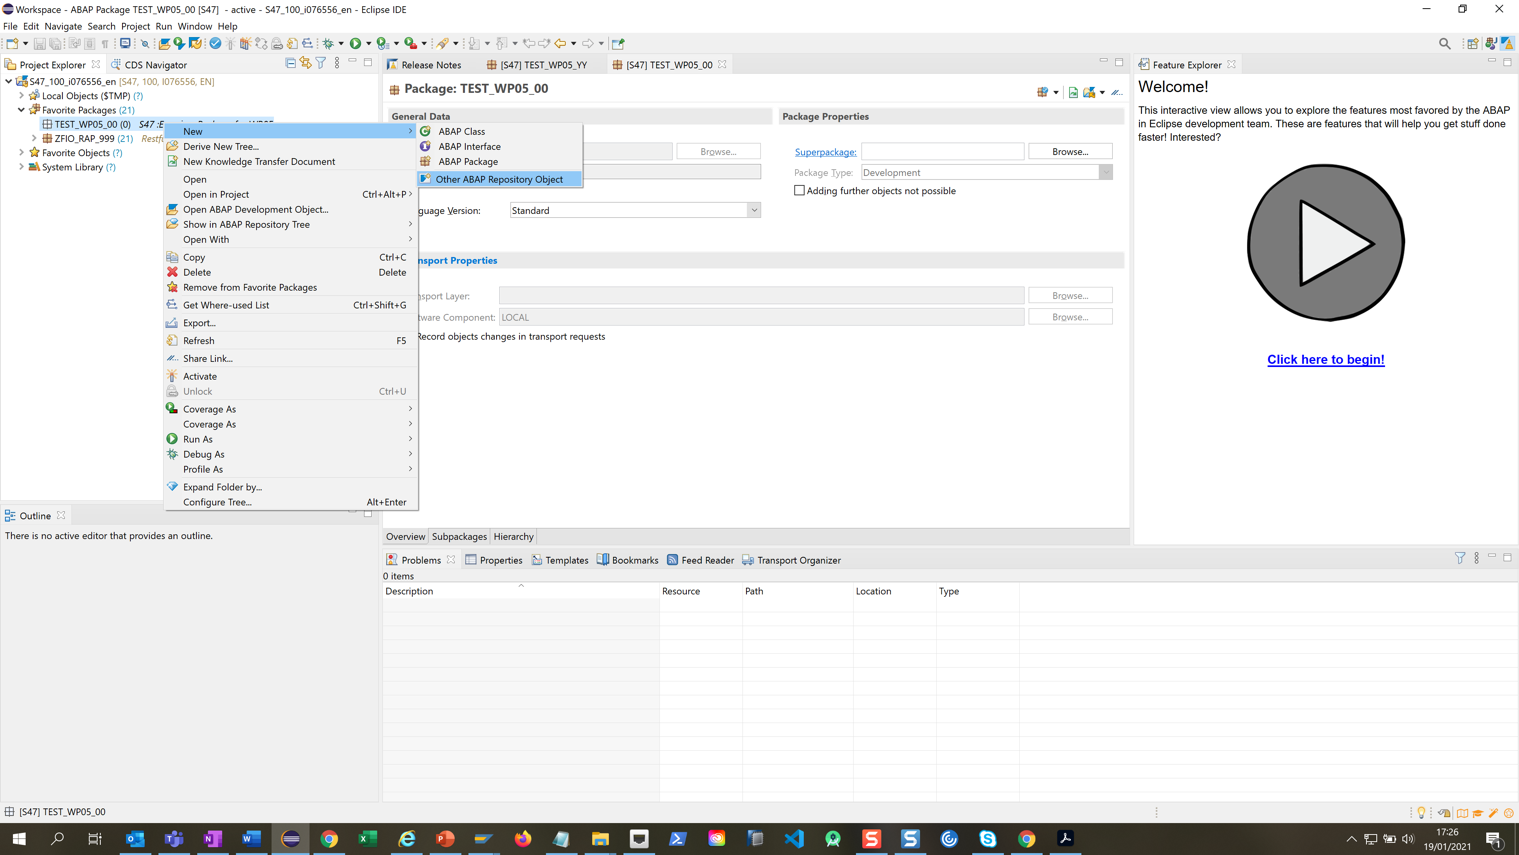 Workspace - ABAP Package TEST_WP05_00 [S47]  - active - S47_100_i076556_en - Eclipse IDE
File Edit Navigate Search Project Run Window Help
Project Explorer
CDS Navigator
S47_100_i076556_en [S47, 100, I076556, EN]
Local Objects ($TMP) (?)
Favorite Packages (21)
TEST_WP05_00 (0) S47
ZFIO_RAP_999 (21)
Favorite Objects (?)
System Library (?)
New
Derive New Tree...
New Knowledge Transfer Document
Open
Open in Project Ctrl+Alt+P
Open ABAP Development Object...
Show in ABAP Repository Tree
Open With
Copy Ctrl+C
Delete Delete
Remove from Favorite Packages
Get Where-used List Ctrl+Shift+G
Export...
Refresh F5
Share Link...
Activate
Unlock Ctrl+U
Coverage As
Coverage As
Run As
Debug As
Profile As
Expand Folder by...
Configure Tree... Alt+Enter
ABAP Class
ABAP Interface
ABAP Package
Other ABAP Repository Object
Outline
There is no active editor that provides an outline.
Release Notes
[S47] TEST_WP05_YY
[S47] TEST_WP05_00
Package: TEST_WP05_00
General Data
Browse...
guage Version: Standard
Package Properties
Superpackage: Browse...
Package Type: Development
Adding further objects not possible
nsport Properties
sport Layer: Browse...
tware Component: LOCAL Browse...
Record objects changes in transport requests
Overview Subpackages Hierarchy
Feature Explorer
Welcome!
This interactive view allows you to explore the features most favored by the ABAP
in Eclipse development team. These are features that will help you get stuff done
faster! Interested?
Click here to begin!
Problems Properties Templates Bookmarks Feed Reader Transport Organizer
0 items
Description Resource Path Location Type
[S47] TEST_WP05_00
17:26
19/01/2021